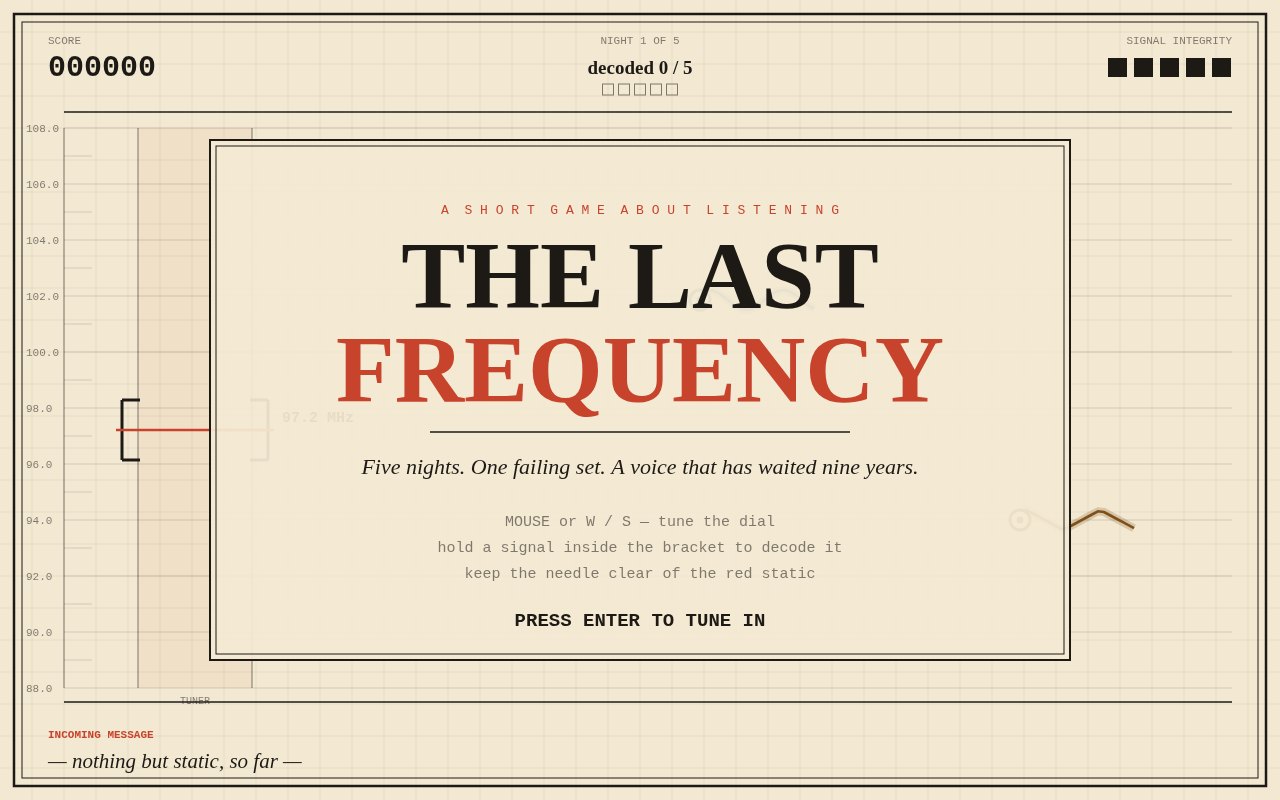 SCORE
000000
NIGHT 1 OF 5
decoded 0 / 5
SIGNAL INTEGRITY
108.0
106.0
104.0
102.0
100.0
98.0
96.0
94.0
92.0
90.0
88.0
97.2 MHz
A SHORT GAME ABOUT LISTENING
THE LAST
FREQUENCY
Five nights. One failing set. A voice that has waited nine years.
MOUSE or W / S — tune the dial
hold a signal inside the bracket to decode it
keep the needle clear of the red static
PRESS ENTER TO TUNE IN
TUNER
INCOMING MESSAGE
— nothing but static, so far —